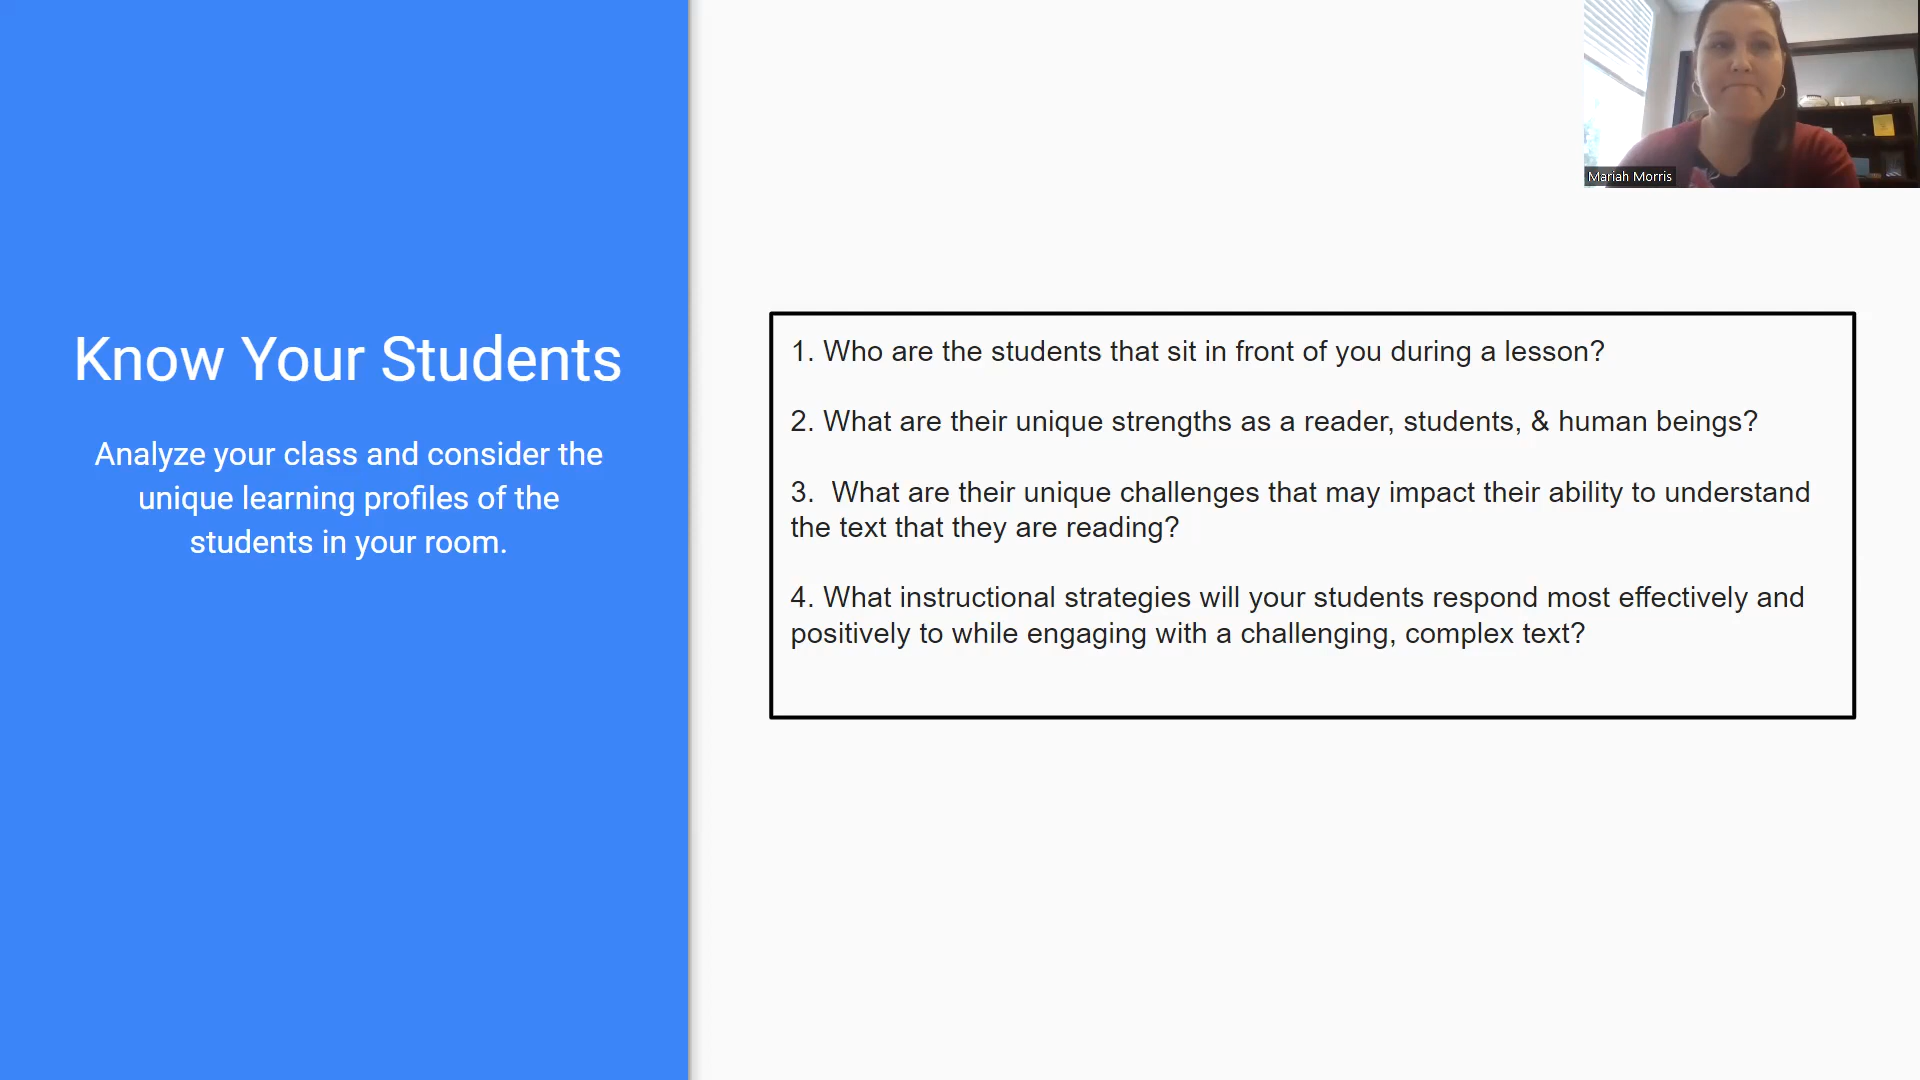 Know Your Students
Analyze your class and consider the
unique learning profiles of the
students in your room.
1. Who are the students that sit in front of you during a lesson?
2. What are their unique strengths as a reader, students, & human beings?
3.  What are their unique challenges that may impact their ability to understand
the text that they are reading?
4. What instructional strategies will your students respond most effectively and
positively to while engaging with a challenging, complex text?
Mariah Morris